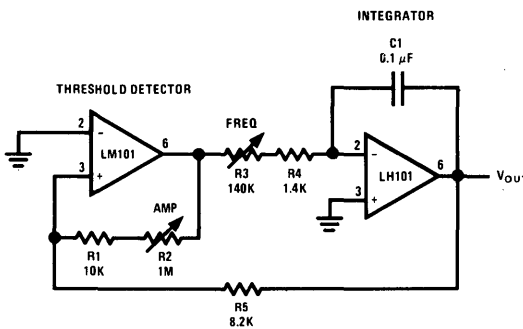 INTEGRATOR
C1
0.1 μF
THRESHOLD DETECTOR
FREQ
2
-
LM101
6
3
+
R3
140K
R4
1.4K
2
-
LH101
6
3
+
VOUT
AMP
R1
10K
R2
1M
R5
8.2K